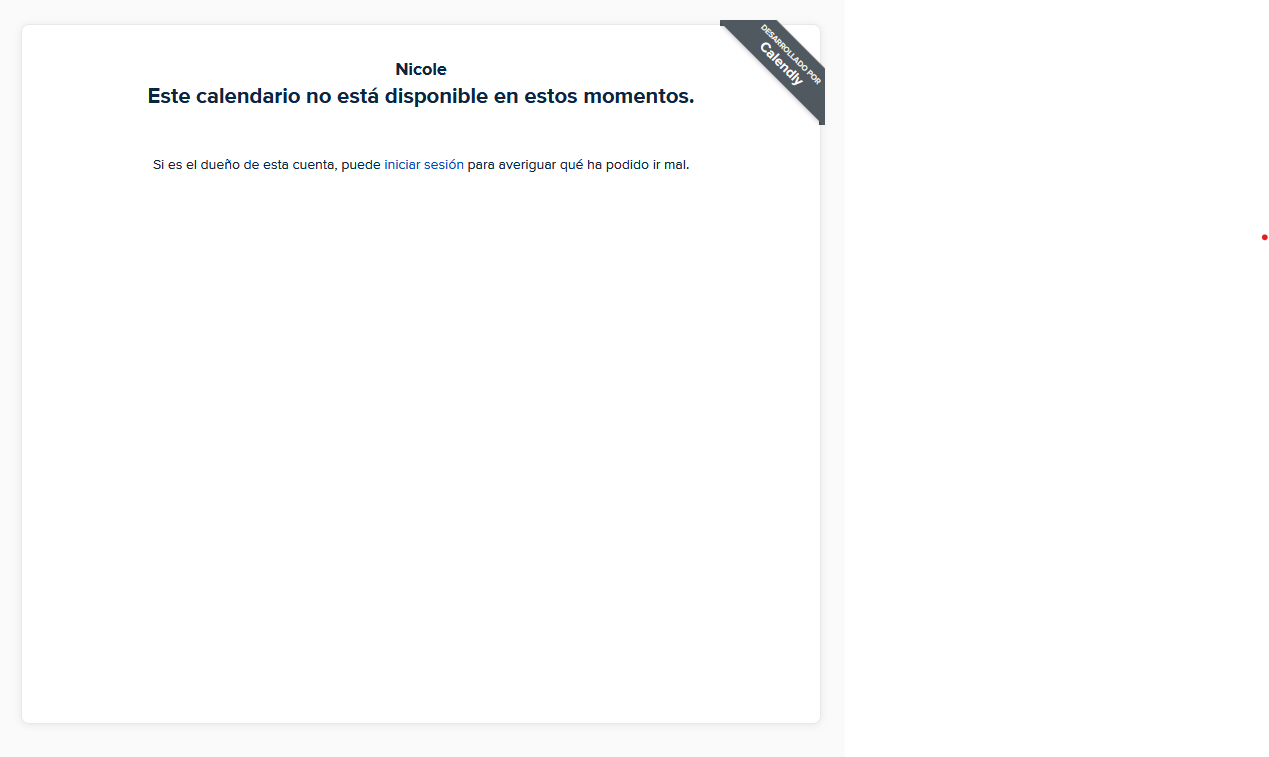 Nicole
Este calendario no está disponible en estos momentos.
Si es el dueño de esta cuenta, puede iniciar sesión para averiguar qué ha podido ir mal.
DESARROLLADO POR
Calendly